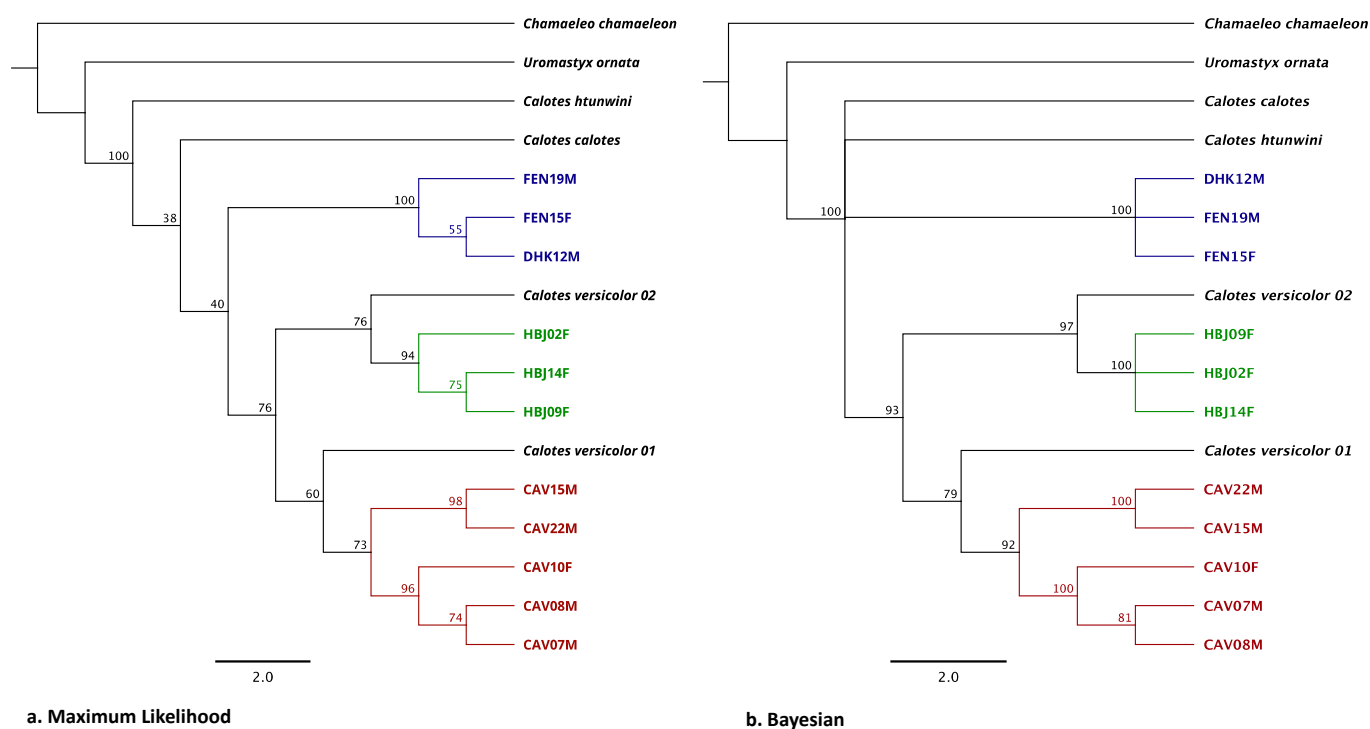 Chamaeleo chamaeleon
Uromastyx ornata
Calotes htunwini
100
Calotes calotes
38
FEN19M
100
FEN15F
55
DHK12M
40
Calotes versicolor 02
76
HBJ02F
94
HBJ14F
75
HBJ09F
76
Calotes versicolor 01
60
CAV15M
98
CAV22M
73
CAV10F
96
CAV08M
74
CAV07M
2.0
a. Maximum Likelihood
Chamaeleo chamaeleon
Uromastyx ornata
Calotes calotes
Calotes htunwini
DHK12M
100
100
FEN19M
FEN15F
Calotes versicolor 02
97
HBJ09F
100
HBJ02F
HBJ14F
93
Calotes versicolor 01
79
CAV22M
100
CAV15M
92
CAV10F
100
CAV07M
81
CAV08M
2.0
b. Bayesian